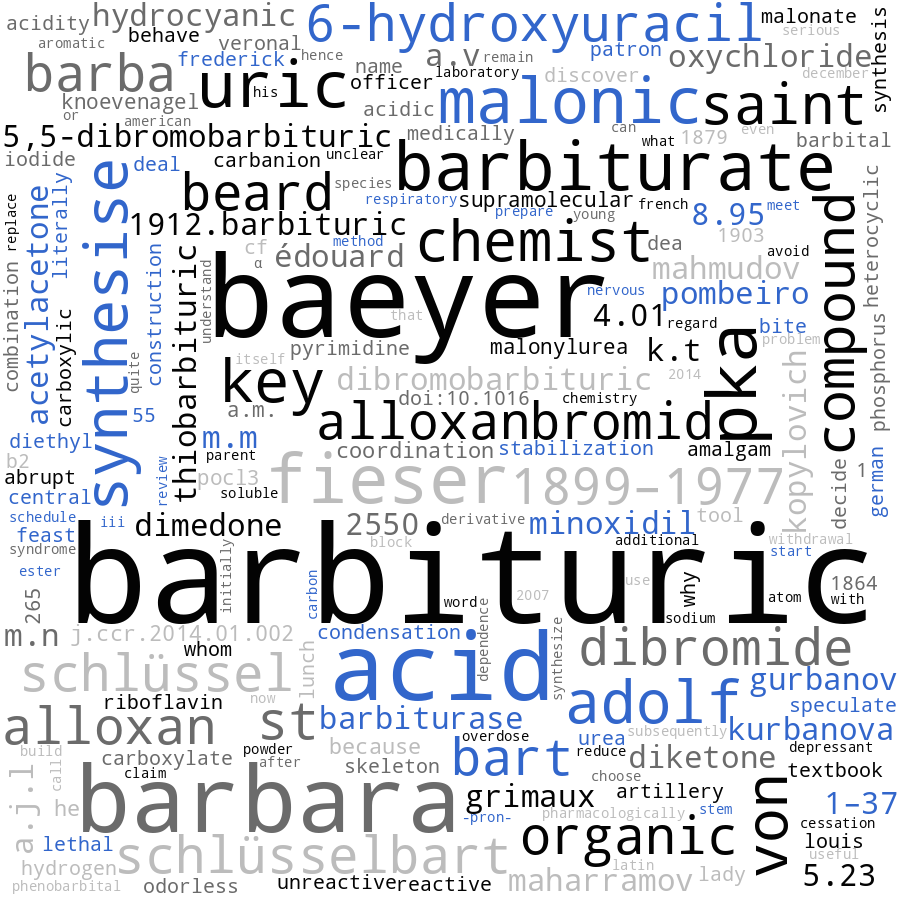 acidity
hydrocyanic
6-hydroxyuracil
malonate
synthesis
aromatic
behave
veronal
serious
frederick
hence
a.v
remain
patron
oxychloride
barba
uric
name
officer
laboratory
discover
december
his
knoevenagel
acidic
malonic
saint
or
american
5,5-dibromobarbituric
medically
can
what
1879
even
barbital
iodide
deal
carbanion
unclear
barbiturate
literally
synthesise
beard
species
respiratory
supramolecular
french
replace
acetylacetone
1912.barbituric
prepare
young
8.95
meet
heterocyclic
cf
édouard
method
chemist
dea
1903
avoid
compound
α
mahmudov
combination
construction
thiobarbituric
understand
baeyer
nervous
pombeiro
that
4.01
regard
bite
carboxylic
pyrimidine
malonylurea
k.t
problem
phosphorus
quite
itself
key
dibromobarbituric
2014
pka
kopylovich
55
a.m.
doi:10.1016
chemistry
alloxanbromid
diethyl
m.m
parent
coordination
stabilization
amalgam
b2
abrupt
review
pocl3
fieser
1899–1977
decide
1
german
central
soluble
schedule
iii
dimedone
2550
derivative
minoxidil
tool
feast
block
additional
withdrawal
syndrome
start
barbituric
ester
initially
carbon
use
why
265
word
2007
atom
1864
with
sodium
m.n
j.ccr.2014.01.002
condensation
dependence
synthesize
whom
lunch
acid
dibromide
schlüssel
gurbanov
riboflavin
now
adolf
speculate
alloxan
st
barbiturase
urea
subsequently
kurbanova
build
powder
because
overdose
reduce
diketone
depressant
carboxylate
after
skeleton
bart
textbook
a.j.l
calld
claim
choose
he
barbara
grimaux
artillery
von
1–37
-pron-
pharmacologically
stem
cessation
lethal
organic
louis
schlüsselbart
useful
hydrogen
latin
lady
5.23
phenobarbital
odorless
unreactive
reactive
maharramov